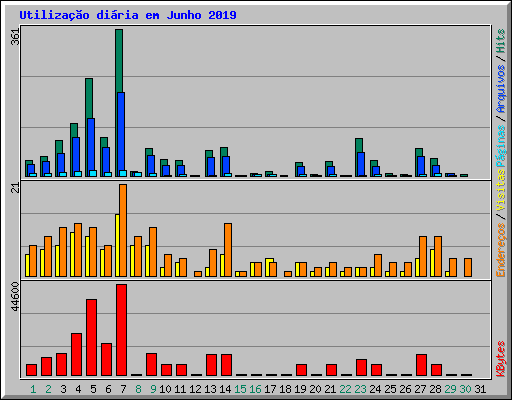 Utilização diária em Junho 2019
361
21
44600
Endereços / Visitas Páginas / Arquivos / Hits
KBytes
1 2 3 4 5 6 7 8 9 10 11 12 13 14 15 16 17 18 19 20 21 22 23 24 25 26 27 28 29 30 31